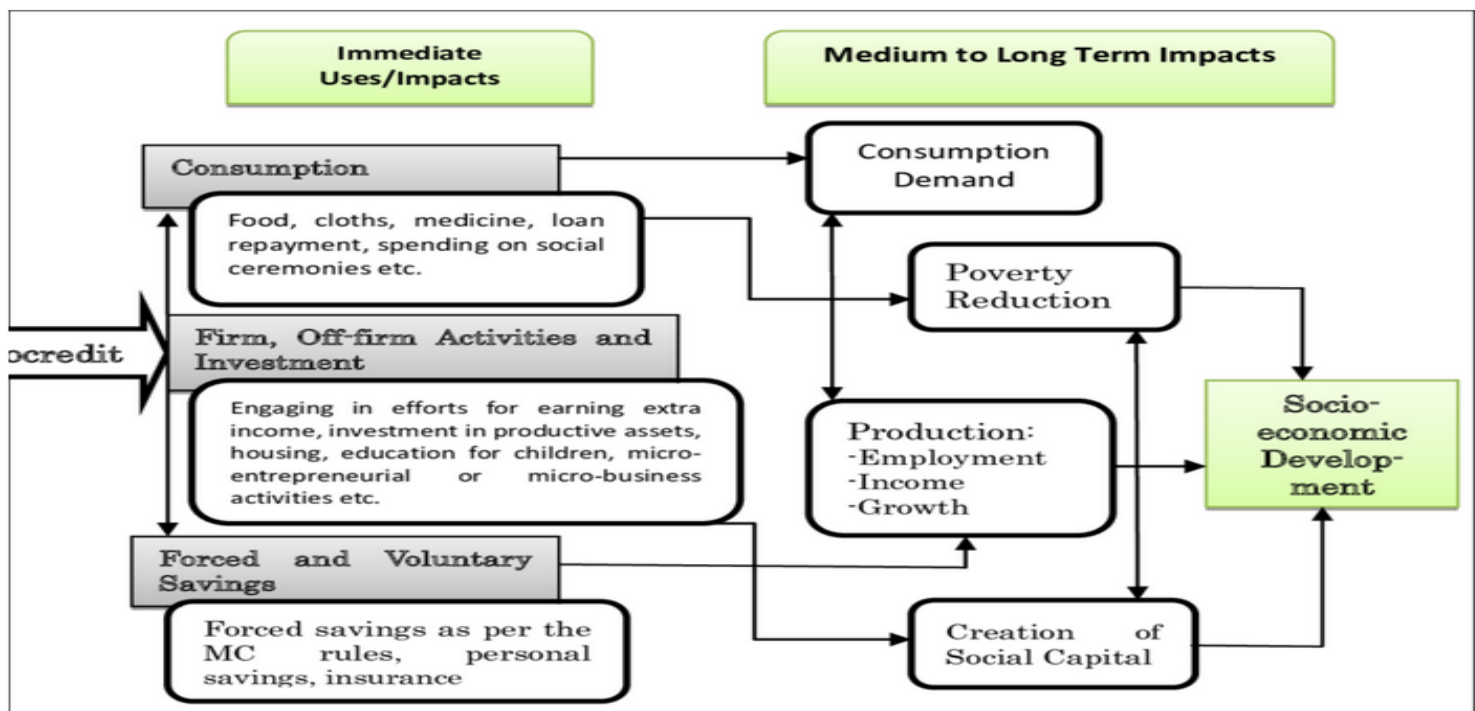 Immediate
Uses/Impacts
Medium to Long Term Impacts
Consumption
Food, cloths, medicine, loan
repayment, spending on social
ceremonies etc.
ocredit
Firm, Off-firm Activities and
Investment
Engaging in efforts for earning extra
income, investment in productive assets,
housing, education for children, micro-
entrepreneurial or micro-business
activities etc.
Forced and Voluntary
Savings
Forced savings as per the
MC rules, personal
savings, insurance
Consumption
Demand
Poverty
Reduction
Production:
-Employment
-Income
-Growth
Creation of
Social Capital
Socio-
economic
Develop-
ment